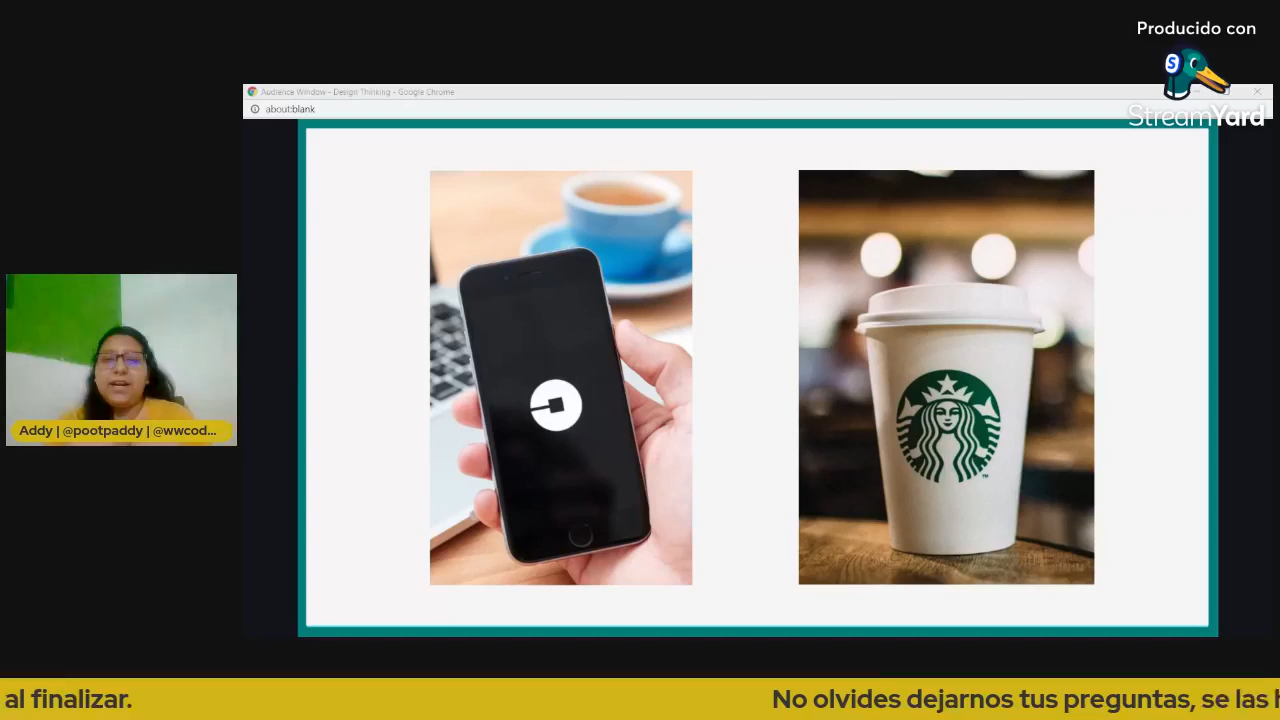 Producido con
S
StreamYard
Audience Window - Design Thinking - Google Chrome
about:blank
TM
Addy | @pootpaddy | @wwcod...
al finalizar.
No olvides dejarnos tus preguntas, se las